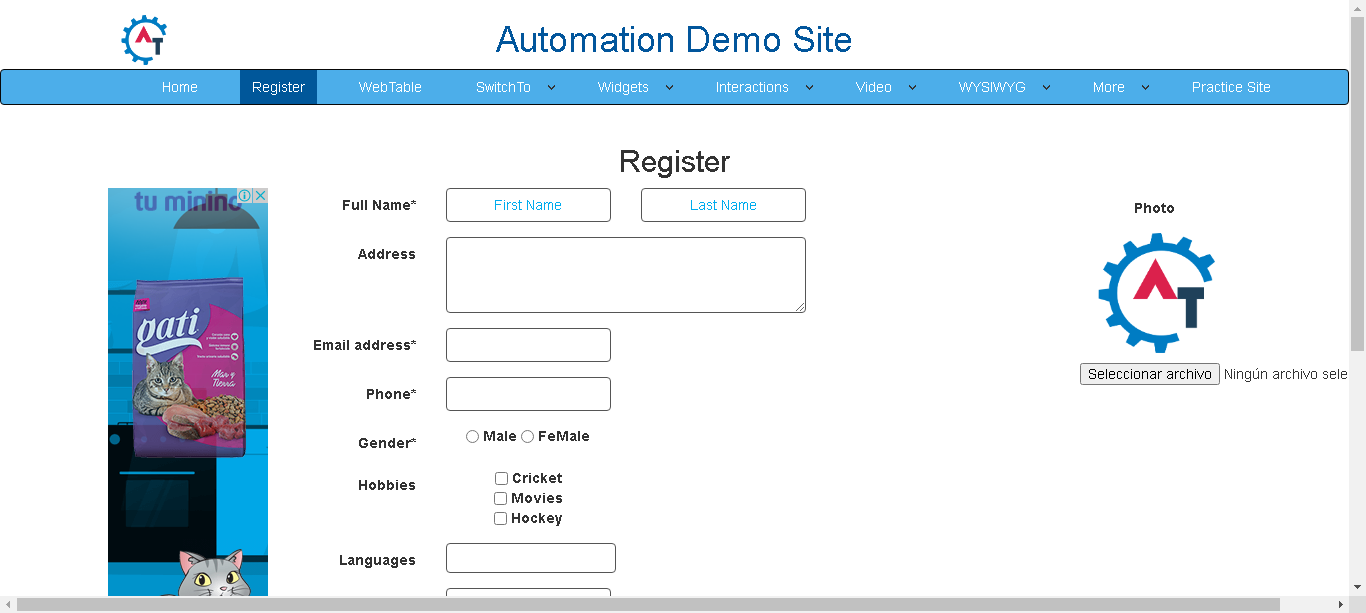 Automation Demo Site
Home Register WebTable SwitchTo Widgets Interactions Video WYSIWYG More Practice Site
Register
tu minino
gati
Mar y
Tierra
Full Name* First Name Last Name
Address
Email address*
Phone*
Gender* Male FeMale
Hobbies Cricket
Movies
Hockey
Languages
Photo
AT
Seleccionar archivo Ningún archivo sele